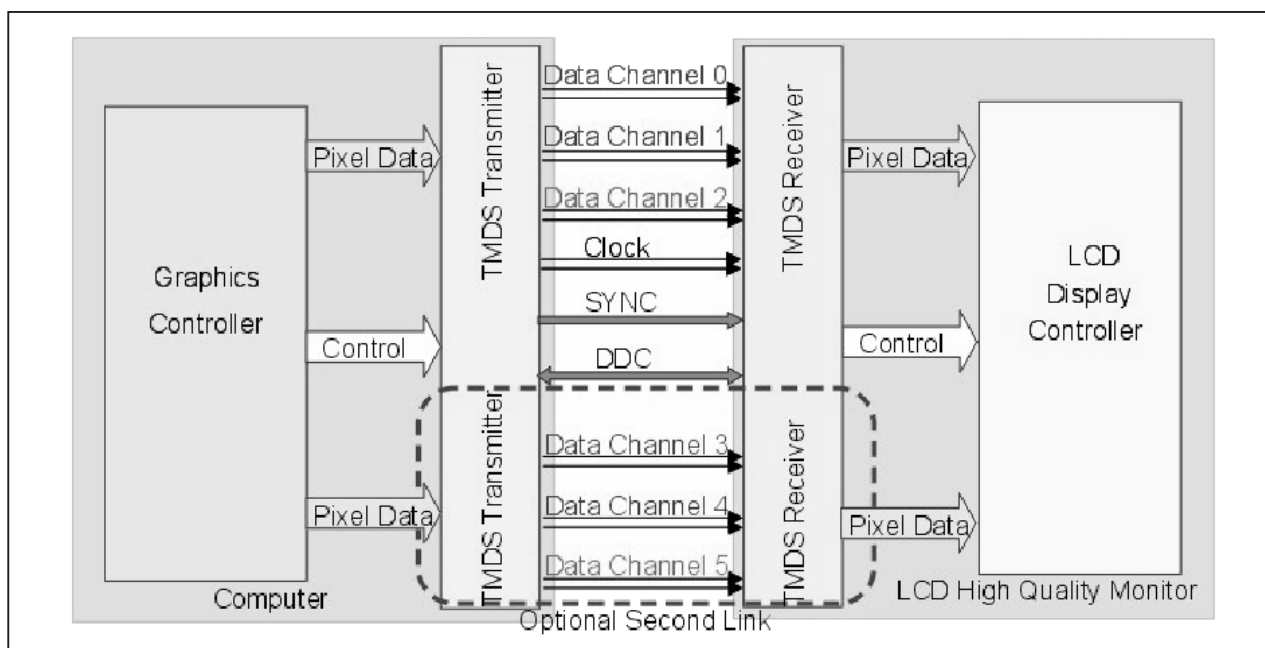 Graphics
Controller
Pixel Data
Control
Pixel Data
Computer
TMDS Transmitter
TMDS Transmitter
Data Channel 0
Data Channel 1
Data Channel 2
Clock
SYNC
DDC
Data Channel 3
Data Channel 4
Data Channel 5
Optional Second Link
TMDS Receiver
TMDS Receiver
Pixel Data
Control
Pixel Data
LCD
Display
Controller
LCD High Quality Monitor